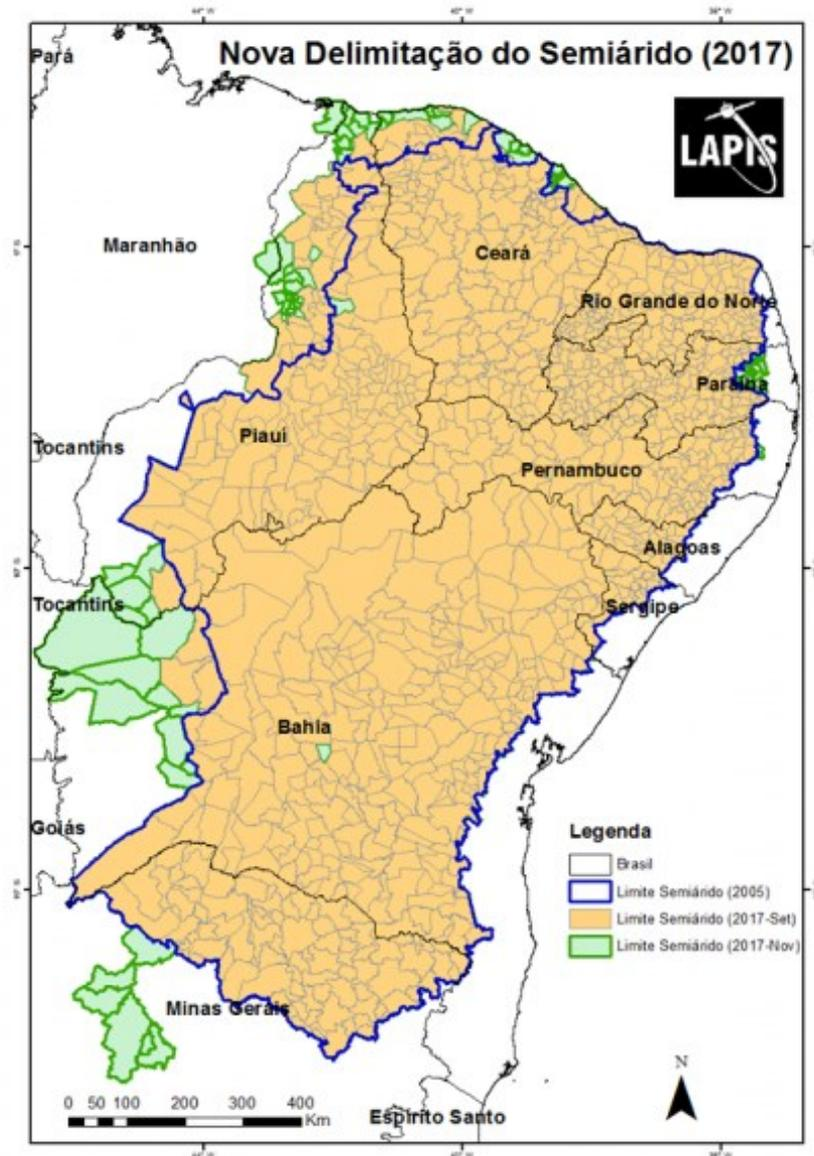 Nova Delimitação do Semiárido (2017)
Pará
LAPIS
Maranhão
Ceará
Rio Grande do Norte
Paraíba
Piauí
Tocantins
Pernambuco
Alagoas
Tocantins
Sergipe
Bahia
Goiás
Legenda
Brasil
Limite Semiárido (2005)
Limite Semiárido (2017-Set)
Limite Semiárido (2017-Nov)
Minas Gerais
N
0 50 100 200 300 400
Km
Espírito Santo